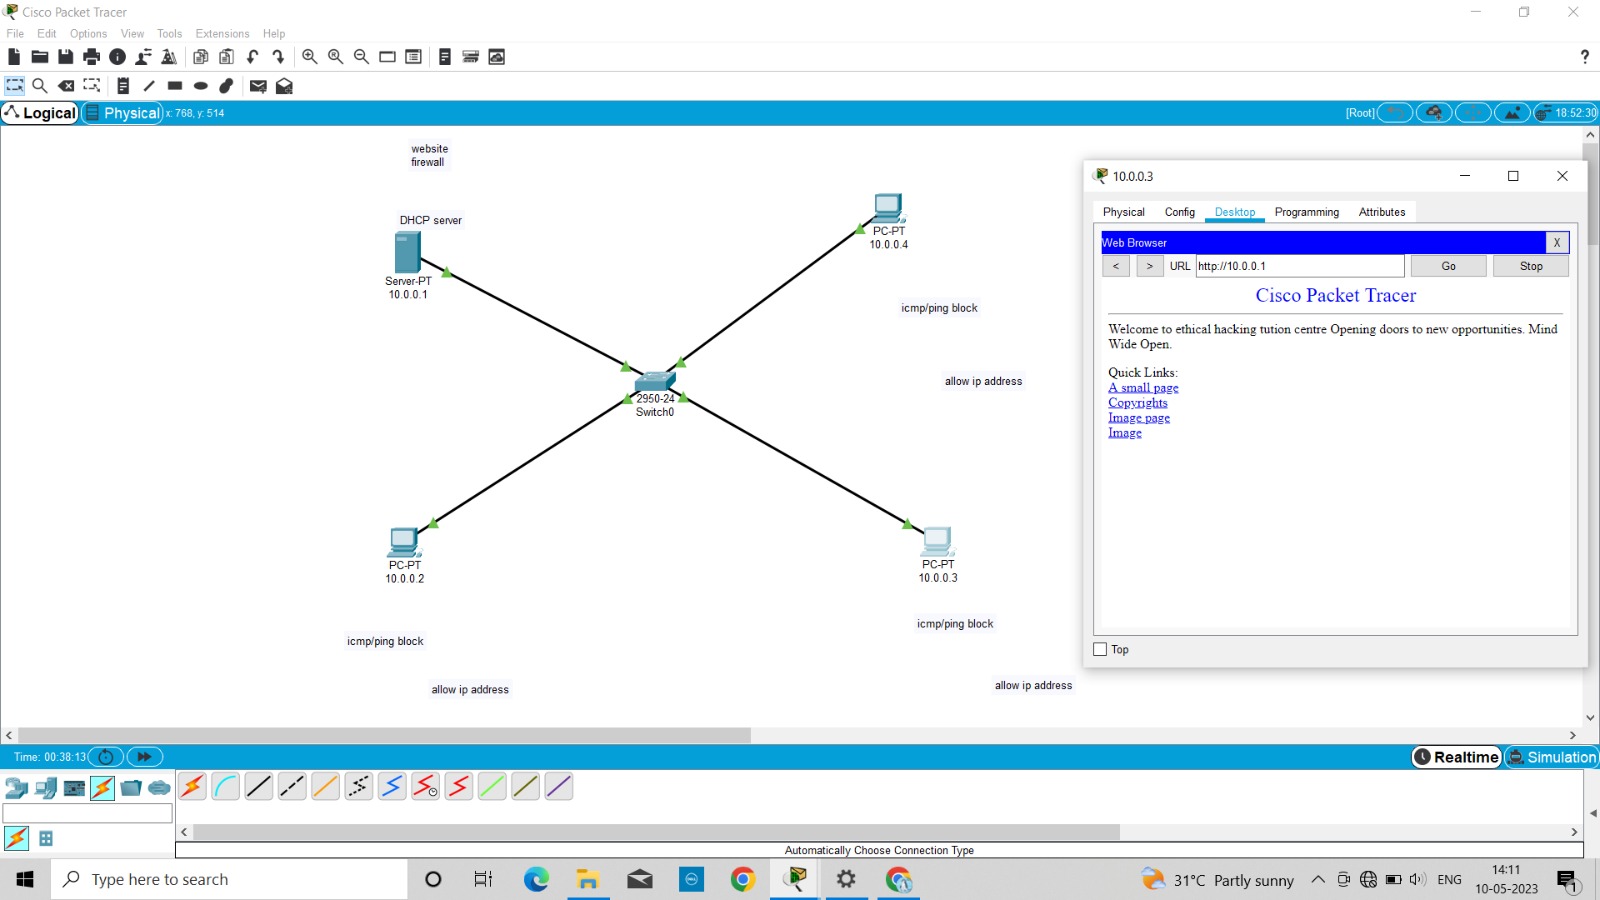 Cisco Packet Tracer
File Edit Options View Tools Extensions Help
?
Logical Physical x: 768, y: 514 [Root] 18:52:30
website
firewall
DHCP server
Server-PT
10.0.0.1
PC-PT
10.0.0.4
icmp/ping block
allow ip address
2950-24
Switch0
PC-PT
10.0.0.2
PC-PT
10.0.0.3
icmp/ping block
icmp/ping block
allow ip address
allow ip address
10.0.0.3
Physical Config Desktop Programming Attributes
Web Browser X
< > URL http://10.0.0.1 Go Stop
Cisco Packet Tracer
Welcome to ethical hacking tution centre Opening doors to new opportunities. Mind
Wide Open.
Quick Links:
A small page
Copyrights
Image page
Image
Top
Time: 00:38:13 Realtime Simulation
Automatically Choose Connection Type
Type here to search
DELL
31°C Partly sunny ENG 14:11
10-05-2023
1